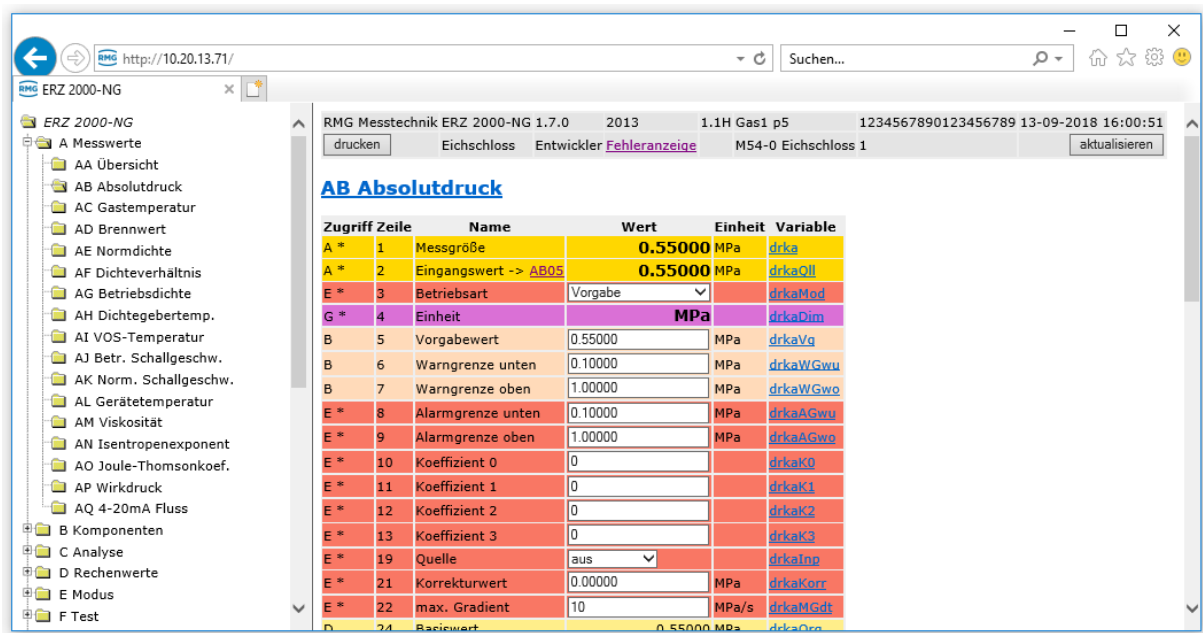 RMG http://10.20.13.71/
Suchen...
RMG ERZ 2000-NG
ERZ 2000-NG
A Messwerte
AA Übersicht
AB Absolutdruck
AC Gastemperatur
AD Brennwert
AE Normdichte
AF Dichteverhältnis
AG Betriebsdichte
AH Dichtegebertemp.
AI VOS-Temperatur
AJ Betr. Schallgeschw.
AK Norm. Schallgeschw.
AL Gerätetemperatur
AM Viskosität
AN Isentropenexponent
AO Joule-Thomsonkoef.
AP Wirkdruck
AQ 4-20mA Fluss
B Komponenten
C Analyse
D Rechenwerte
E Modus
F Test
RMG Messtechnik ERZ 2000-NG 1.7.0 2013 1.1H Gas1 p5 1234567890123456789 13-09-2018 16:00:51
drucken Eichschloss Entwickler Fehleranzeige M54-0 Eichschloss 1 aktualisieren
AB Absolutdruck
Zugriff Zeile Name Wert Einheit Variable
A * 1 Messgröße 0.55000 MPa drka
A * 2 Eingangswert -> AB05 0.55000 MPa drkaQll
E * 3 Betriebsart Vorgabe drkaMod
G * 4 Einheit MPa drkaDim
B 5 Vorgabewert 0.55000 MPa drkaVg
B 6 Warngrenze unten 0.10000 MPa drkaWGwu
B 7 Warngrenze oben 1.00000 MPa drkaWGwo
E * 8 Alarmgrenze unten 0.10000 MPa drkaAGwu
E * 9 Alarmgrenze oben 1.00000 MPa drkaAGwo
E * 10 Koeffizient 0 0 drkaK0
E * 11 Koeffizient 1 0 drkaK1
E * 12 Koeffizient 2 0 drkaK2
E * 13 Koeffizient 3 0 drkaK3
E * 19 Quelle aus drkaInp
E * 21 Korrekturwert 0.00000 MPa drkaKorr
E * 22 max. Gradient 10 MPa/s drkaMGdt
D 24 Basiswert 0.55000 MPa drkaOrg